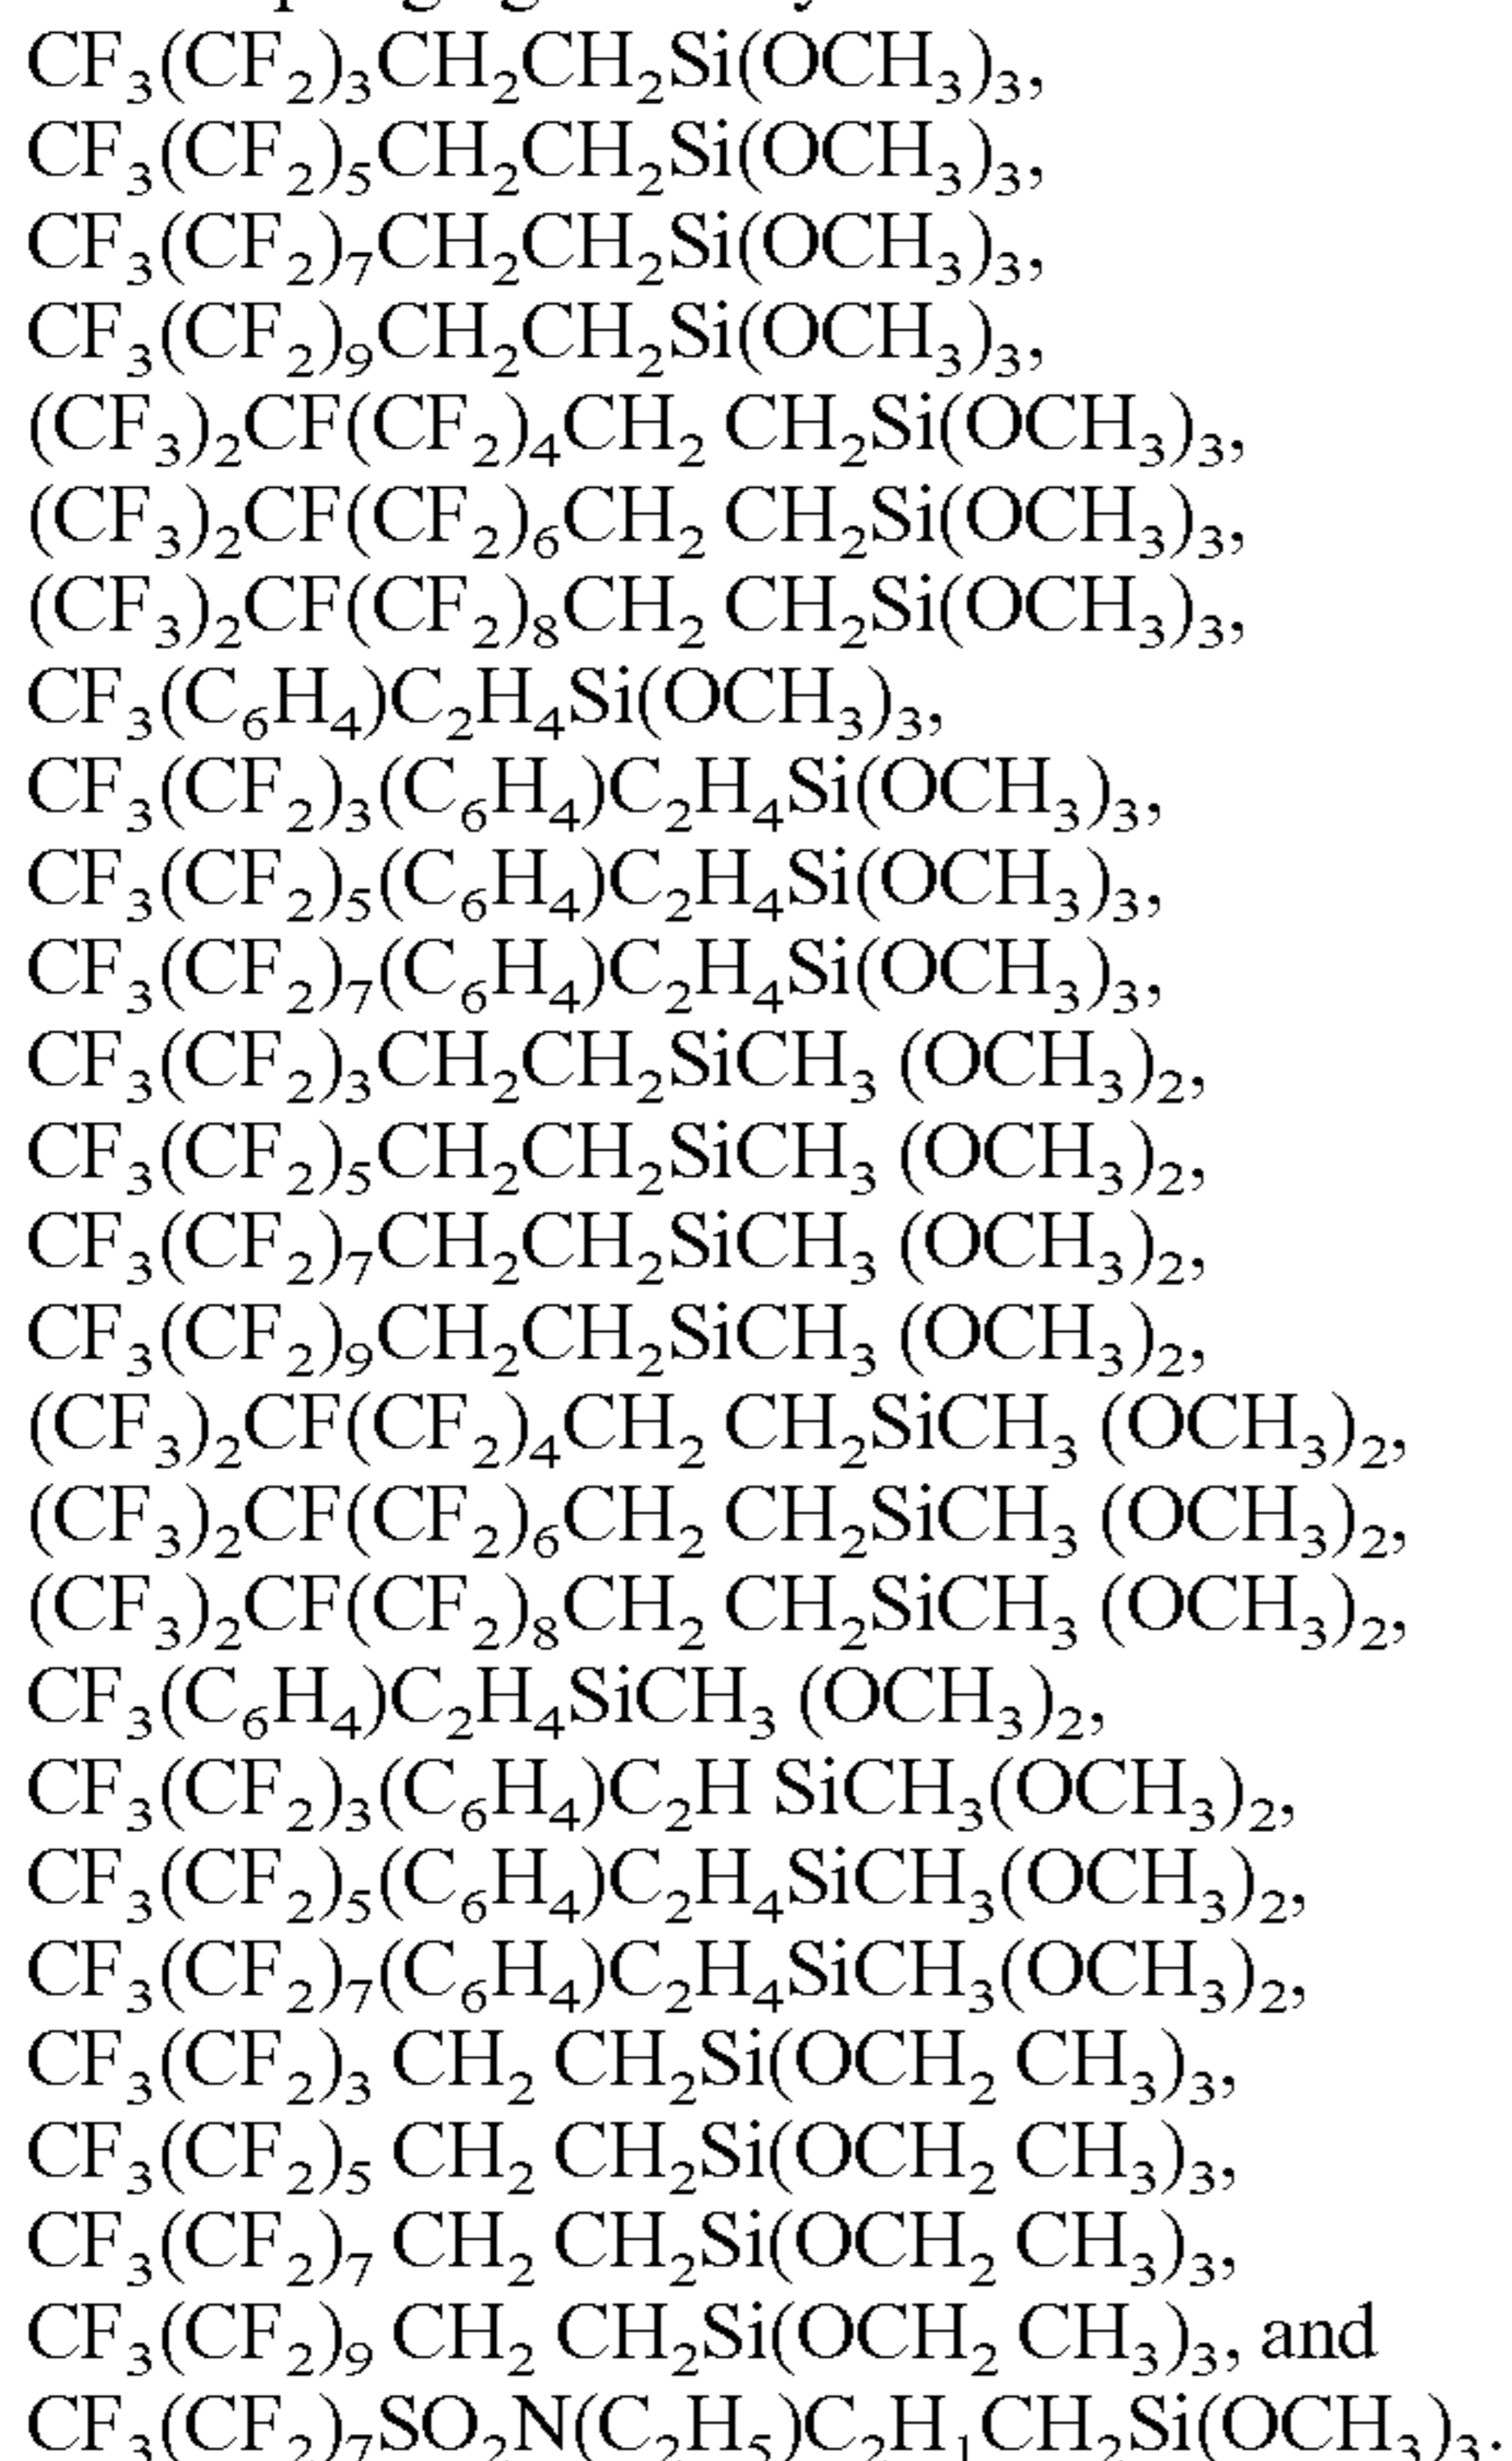 CF₃(CF₂)₃CH₂CH₂Si(OCH₃)₃,
CF₃(CF₂)₅CH₂CH₂Si(OCH₃)₃,
CF₃(CF₂)₇CH₂CH₂Si(OCH₃)₃,
CF₃(CF₂)₉CH₂CH₂Si(OCH₃)₃,
(CF₃)₂CF(CF₂)₄CH₂ CH₂Si(OCH₃)₃,
(CF₃)₂CF(CF₂)₆CH₂ CH₂Si(OCH₃)₃,
(CF₃)₂CF(CF₂)₈CH₂ CH₂Si(OCH₃)₃,
CF₃(C₆H₄)C₂H₄Si(OCH₃)₃,
CF₃(CF₂)₃(C₆H₄)C₂H₄Si(OCH₃)₃,
CF₃(CF₂)₅(C₆H₄)C₂H₄Si(OCH₃)₃,
CF₃(CF₂)₇(C₆H₄)C₂H₄Si(OCH₃)₃,
CF₃(CF₂)₃CH₂CH₂SiCH₃ (OCH₃)₂,
CF₃(CF₂)₅CH₂CH₂SiCH₃ (OCH₃)₂,
CF₃(CF₂)₇CH₂CH₂SiCH₃ (OCH₃)₂,
CF₃(CF₂)₉CH₂CH₂SiCH₃ (OCH₃)₂,
(CF₃)₂CF(CF₂)₄CH₂ CH₂SiCH₃ (OCH₃)₂,
(CF₃)₂CF(CF₂)₆CH₂ CH₂SiCH₃ (OCH₃)₂,
(CF₃)₂CF(CF₂)₈CH₂ CH₂SiCH₃ (OCH₃)₂,
CF₃(C₆H₄)C₂H₄SiCH₃ (OCH₃)₂,
CF₃(CF₂)₃(C₆H₄)C₂H SiCH₃(OCH₃)₂,
CF₃(CF₂)₅(C₆H₄)C₂H₄SiCH₃(OCH₃)₂,
CF₃(CF₂)₇(C₆H₄)C₂H₄SiCH₃(OCH₃)₂,
CF₃(CF₂)₃ CH₂ CH₂Si(OCH₂ CH₃)₃,
CF₃(CF₂)₅ CH₂ CH₂Si(OCH₂ CH₃)₃,
CF₃(CF₂)₇ CH₂ CH₂Si(OCH₂ CH₃)₃,
CF₃(CF₂)₉ CH₂ CH₂Si(OCH₂ CH₃)₃, and
CF₃(CF₂)₇SO₂N(C₂H₅)C₂H₁CH₂Si(OCH₃)₃.